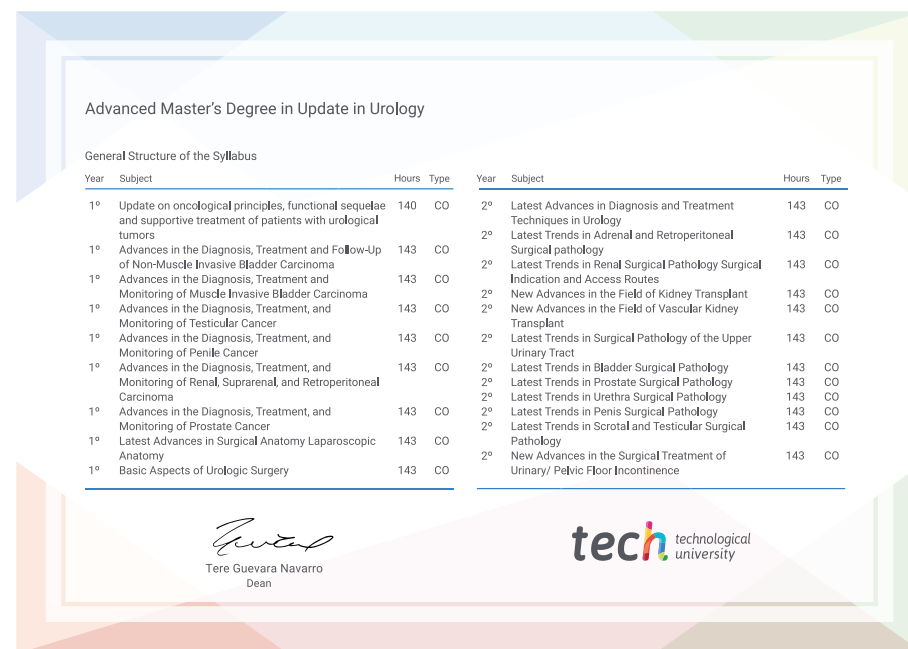 Advanced Master's Degree in Update in Urology
General Structure of the Syllabus
Year Subject Hours Type
1º Update on oncological principles, functional sequelae 140 CO
and supportive treatment of patients with urological
tumors
1º Advances in the Diagnosis, Treatment and Follow-Up 143 CO
of Non-Muscle Invasive Bladder Carcinoma
1º Advances in the Diagnosis, Treatment and 143 CO
Monitoring of Muscle Invasive Bladder Carcinoma
1º Advances in the Diagnosis, Treatment, and 143 CO
Monitoring of Testicular Cancer
1º Advances in the Diagnosis, Treatment, and 143 CO
Monitoring of Penile Cancer
1º Advances in the Diagnosis, Treatment, and 143 CO
Monitoring of Renal, Suprarenal, and Retroperitoneal
Carcinoma
1º Advances in the Diagnosis, Treatment, and 143 CO
Monitoring of Prostate Cancer
1º Latest Advances in Surgical Anatomy Laparoscopic 143 CO
Anatomy
1º Basic Aspects of Urologic Surgery 143 CO
Year Subject Hours Type
2º Latest Advances in Diagnosis and Treatment 143 CO
Techniques in Urology
2º Latest Trends in Adrenal and Retroperitoneal 143 CO
Surgical pathology
2º Latest Trends in Renal Surgical Pathology Surgical 143 CO
Indication and Access Routes
2º New Advances in the Field of Kidney Transplant 143 CO
2º New Advances in the Field of Vascular Kidney 143 CO
Transplant
2º Latest Trends in Surgical Pathology of the Upper 143 CO
Urinary Tract
2º Latest Trends in Bladder Surgical Pathology 143 CO
2º Latest Trends in Prostate Surgical Pathology 143 CO
2º Latest Trends in Urethra Surgical Pathology 143 CO
2º Latest Trends in Penis Surgical Pathology 143 CO
2º Latest Trends in Scrotal and Testicular Surgical 143 CO
Pathology
2º New Advances in the Surgical Treatment of 143 CO
Urinary/ Pelvic Floor Incontinence
Tere Guevara Navarro
Dean
tech technological
university